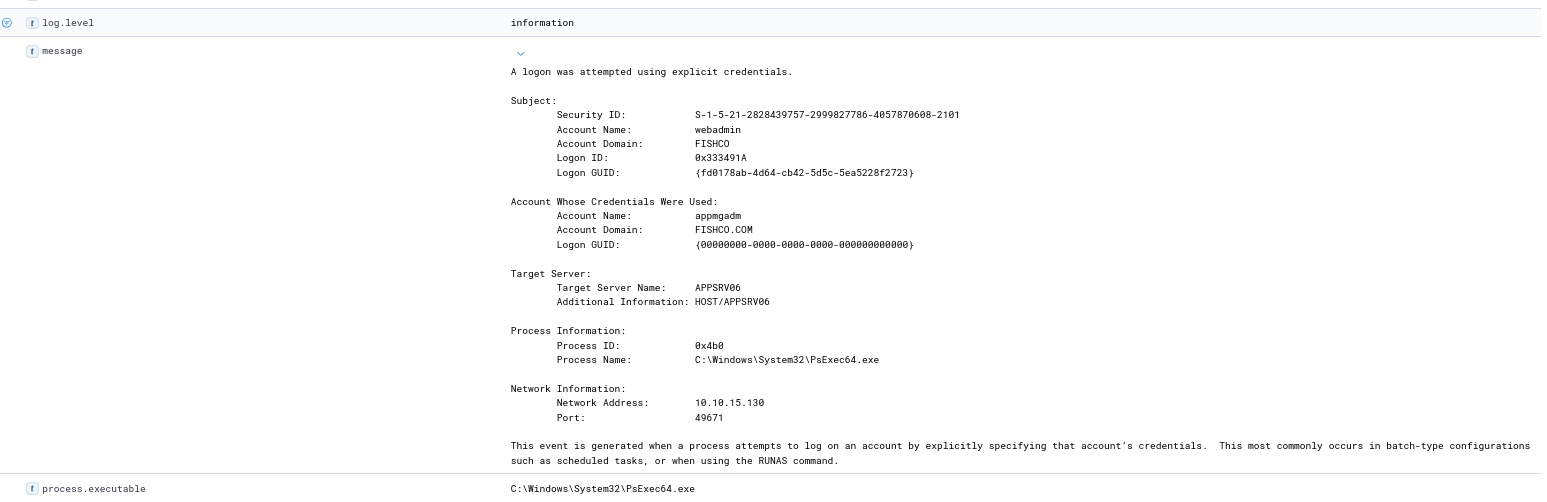 t log.level information
t message
A logon was attempted using explicit credentials.
Subject:
Security ID: S-1-5-21-2828439757-2999827786-4057870608-2101
Account Name: webadmin
Account Domain: FISHCO
Logon ID: 0x333491A
Logon GUID: {fd0178ab-4d64-cb42-5d5c-5ea5228f2723}
Account Whose Credentials Were Used:
Account Name: appmgadm
Account Domain: FISHCO.COM
Logon GUID: {00000000-0000-0000-0000-000000000000}
Target Server:
Target Server Name: APPSRV06
Additional Information: HOST/APPSRV06
Process Information:
Process ID: 0x4b0
Process Name: C:\Windows\System32\PsExec64.exe
Network Information:
Network Address: 10.10.15.130
Port: 49671
This event is generated when a process attempts to log on an account by explicitly specifying that account's credentials.  This most commonly occurs in batch-type configurations
such as scheduled tasks, or when using the RUNAS command.
t process.executable C:\Windows\System32\PsExec64.exe